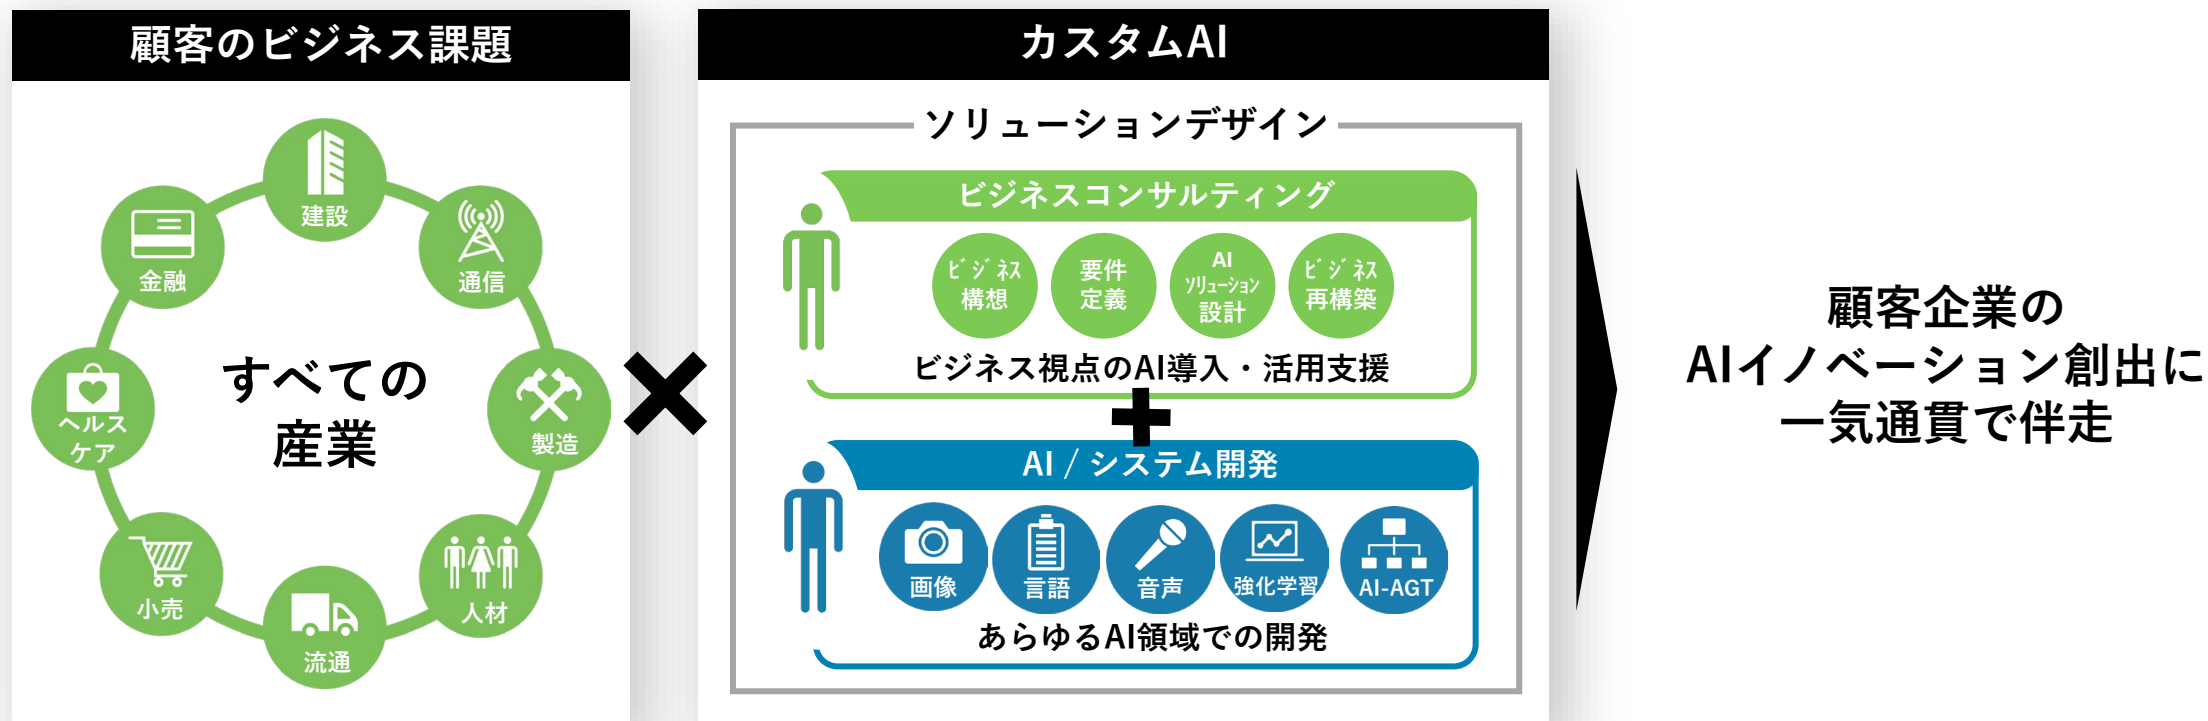 顧客のビジネス課題
建設
通信
製造
人材
流通
小売
ヘルス
ケア
金融
すべての
産業
カスタムAI
ソリューションデザイン
ビジネスコンサルティング
ﾋﾞｼﾞﾈｽ
構想
要件
定義
AI
ｿﾘｭｰｼｮﾝ
設計
ﾋﾞｼﾞﾈｽ
再構築
ビジネス視点のAI導入・活用支援
AI / システム開発
画像
言語
音声
強化学習
AI-AGT
あらゆるAI領域での開発
顧客企業の
AIイノベーション創出に
一気通貫で伴走